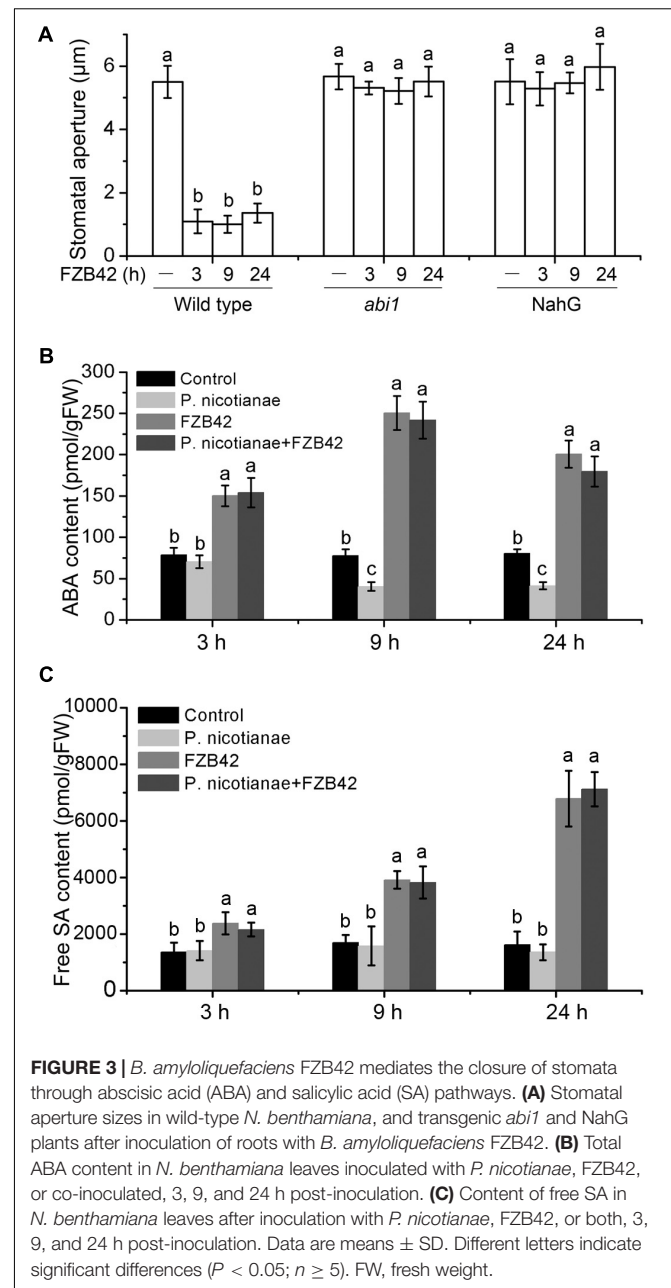 A
Stomatal aperture (µm)
6
4
2
0
a
b
b
b
a
a
a
a
a
a
a
a
FZB42 (h) — 3 9 24 — 3 9 24 — 3 9 24
Wild type abi1 NahG
B
ABA content (pmol/gFW)
300
250
200
150
100
50
0
Control
P. nicotianae
FZB42
P. nicotianae+FZB42
b b a a
b c a a
b c a a
3 h 9 h 24 h
C
Free SA content (pmol/gFW)
10000
8000
6000
4000
2000
0
Control
P. nicotianae
FZB42
P. nicotianae+FZB42
b b a a
b b a a
b b a a
3 h 9 h 24 h
FIGURE 3 | B. amyloliquefaciens FZB42 mediates the closure of stomata
through abscisic acid (ABA) and salicylic acid (SA) pathways. (A) Stomatal
aperture sizes in wild-type N. benthamiana, and transgenic abi1 and NahG
plants after inoculation of roots with B. amyloliquefaciens FZB42. (B) Total
ABA content in N. benthamiana leaves inoculated with P. nicotianae, FZB42,
or co-inoculated, 3, 9, and 24 h post-inoculation. (C) Content of free SA in
N. benthamiana leaves after inoculation with P. nicotianae, FZB42, or both, 3,
9, and 24 h post-inoculation. Data are means ± SD. Different letters indicate
significant differences (P < 0.05; n ≥ 5). FW, fresh weight.